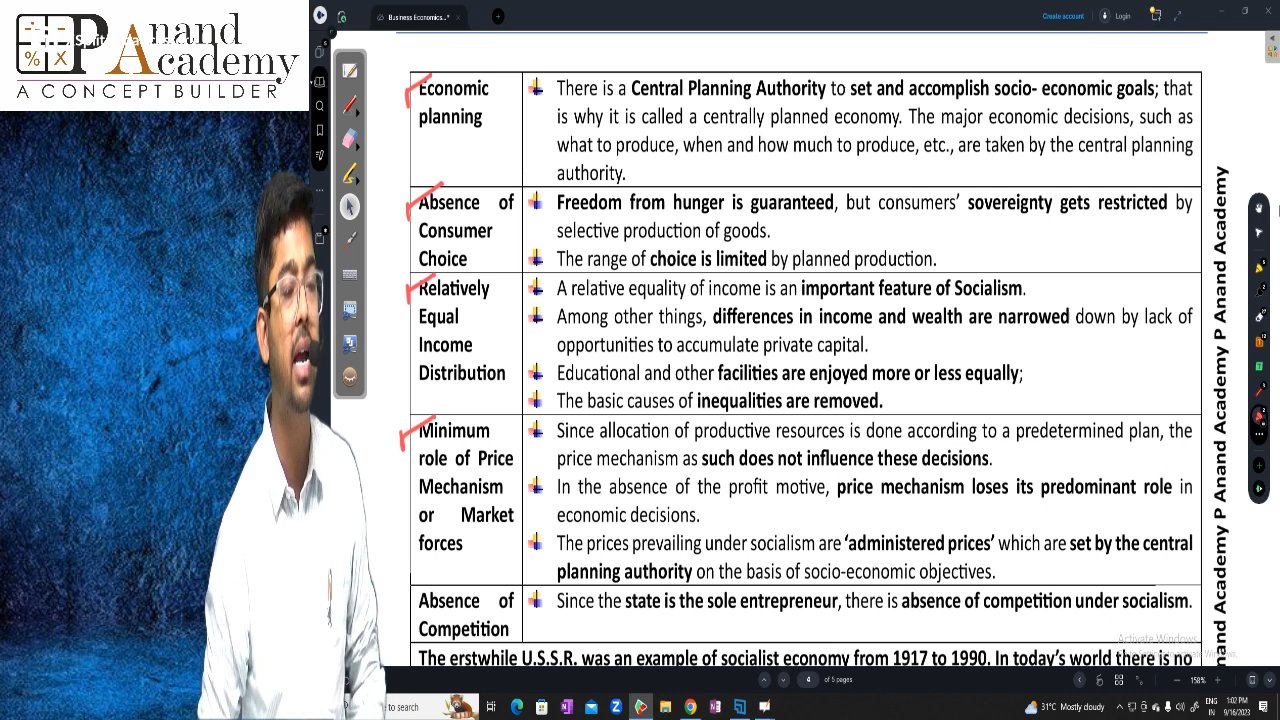 P Anand
Academy
A CONCEPT BUILDER
%
X
Business Economics...*
Create account
Login
Economic
planning
There is a Central Planning Authority to set and accomplish socio- economic goals; that
is why it is called a centrally planned economy. The major economic decisions, such as
what to produce, when and how much to produce, etc., are taken by the central planning
authority.
Absence of
Consumer
Choice
Freedom from hunger is guaranteed, but consumers' sovereignty gets restricted by
selective production of goods.
The range of choice is limited by planned production.
Relatively
Equal
Income
Distribution
A relative equality of income is an important feature of Socialism.
Among other things, differences in income and wealth are narrowed down by lack of
opportunities to accumulate private capital.
Educational and other facilities are enjoyed more or less equally;
The basic causes of inequalities are removed.
Minimum
role of Price
Mechanism
or Market
forces
Since allocation of productive resources is done according to a predetermined plan, the
price mechanism as such does not influence these decisions.
In the absence of the profit motive, price mechanism loses its predominant role in
economic decisions.
The prices prevailing under socialism are ‘administered prices’ which are set by the central
planning authority on the basis of socio-economic objectives.
Absence of
Competition
Since the state is the sole entrepreneur, there is absence of competition under socialism.
The erstwhile U.S.S.R. was an example of socialist economy from 1917 to 1990. In today's world there is no
nand Academy P Anand Academy P Anand Academy
Activate Windows
4 of 5 pages
158%
to search
31°C Mostly cloudy
ENG
IN
1:02 PM
9/16/2023